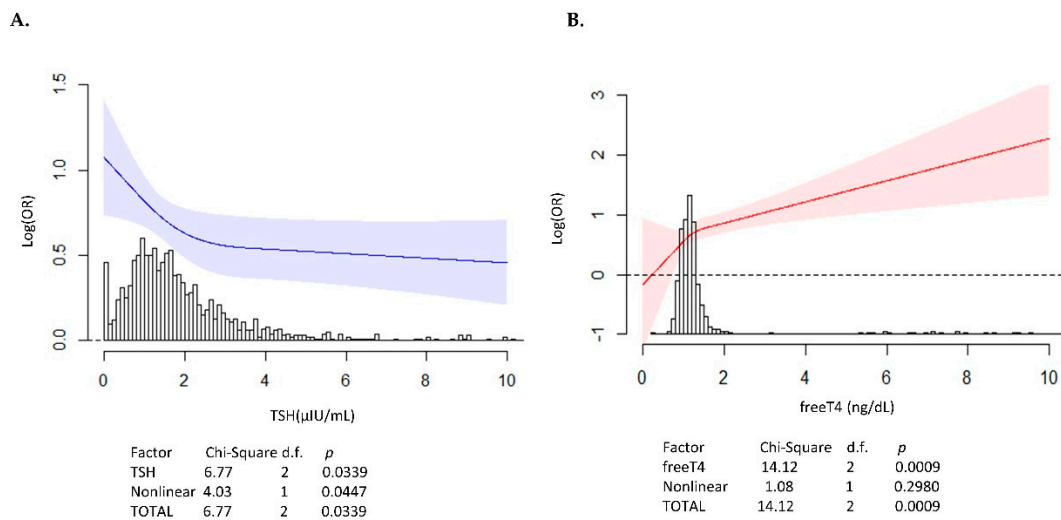 A.
B.
Log(OR)
1.5
1.0
0.5
0.0
0 2 4 6 8 10
TSH(μIU/mL)
Factor Chi-Square d.f. p
TSH 6.77 2 0.0339
Nonlinear 4.03 1 0.0447
TOTAL 6.77 2 0.0339
Log(OR)
3
2
1
0
-1
0 2 4 6 8 10
freeT4 (ng/dL)
Factor Chi-Square d.f. p
freeT4 14.12 2 0.0009
Nonlinear 1.08 1 0.2980
TOTAL 14.12 2 0.0009